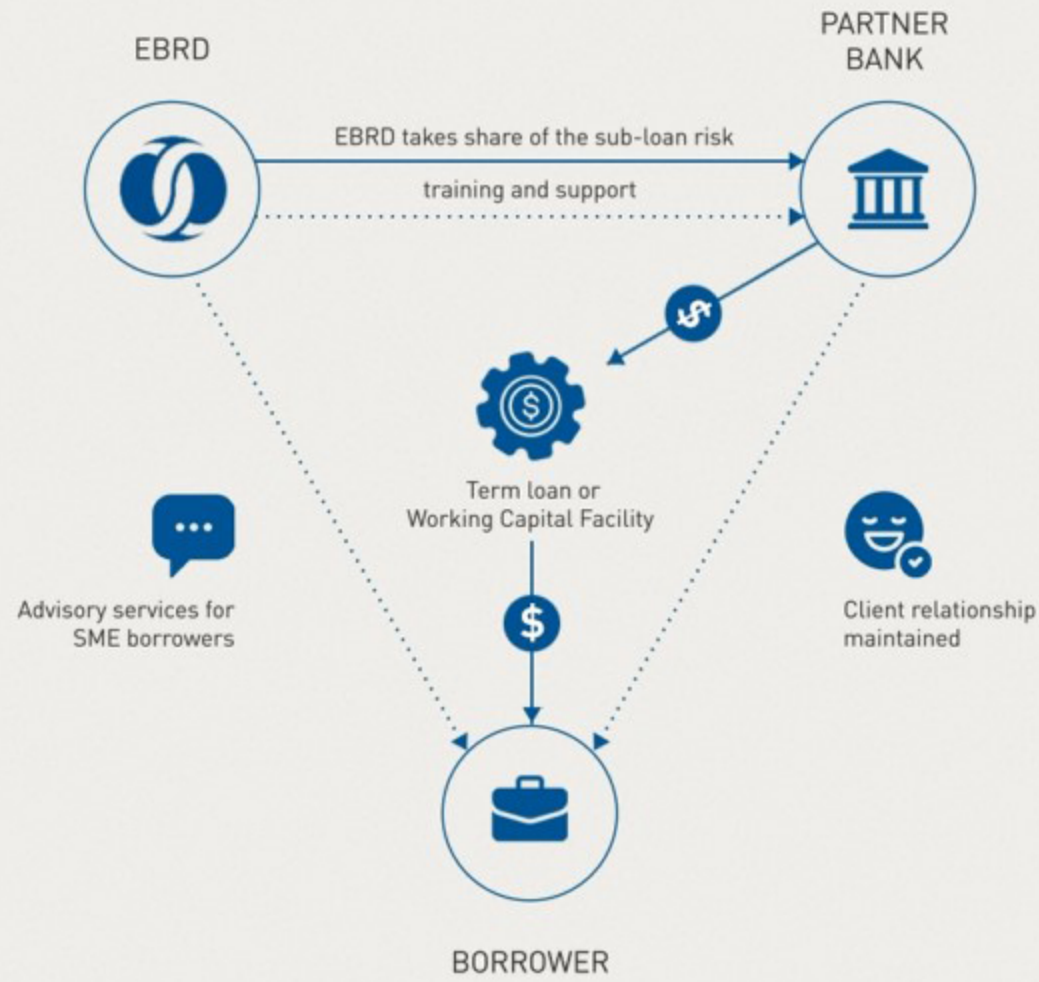 EBRD
PARTNER
BANK
EBRD takes share of the sub-loan risk
training and support
$
$
Term loan or
Working Capital Facility
Advisory services for
SME borrowers
Client relationship
maintained
$
BORROWER